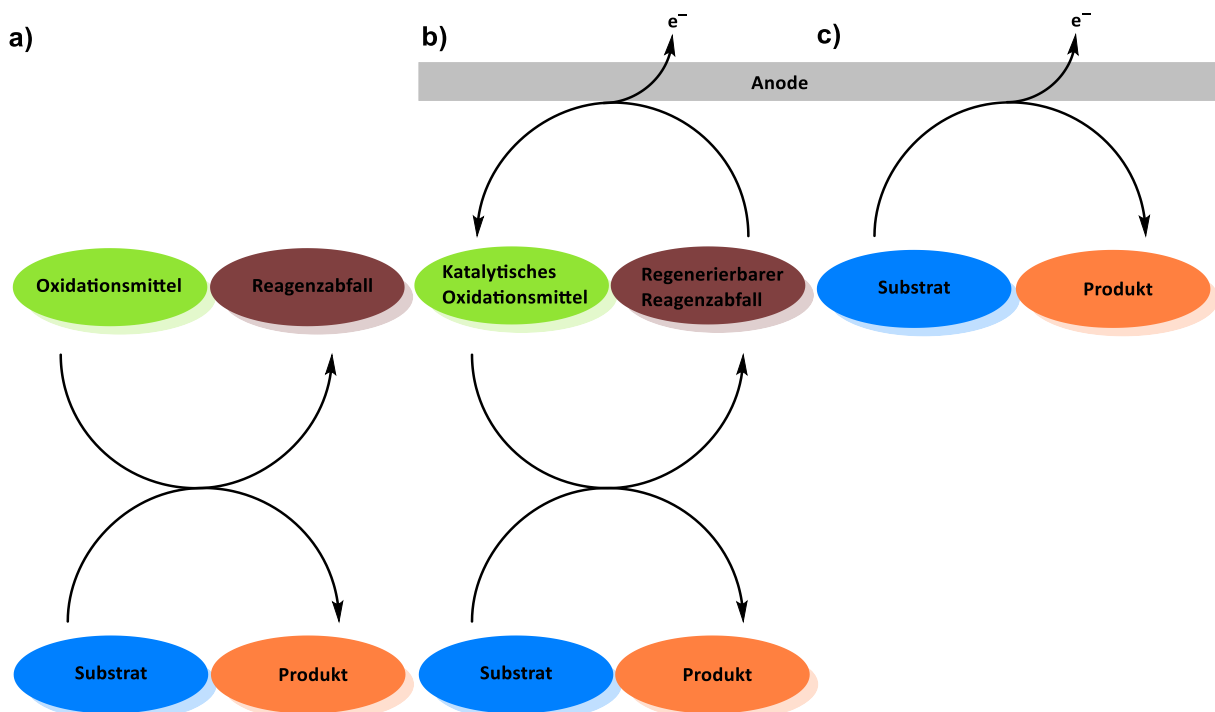 a)
b)
c)
e⁻
e⁻
Anode
Oxidationsmittel
Reagenzabfall
Katalytisches
Oxidationsmittel
Regenerierbarer
Reagenzabfall
Substrat
Produkt
Substrat
Produkt
Substrat
Produkt